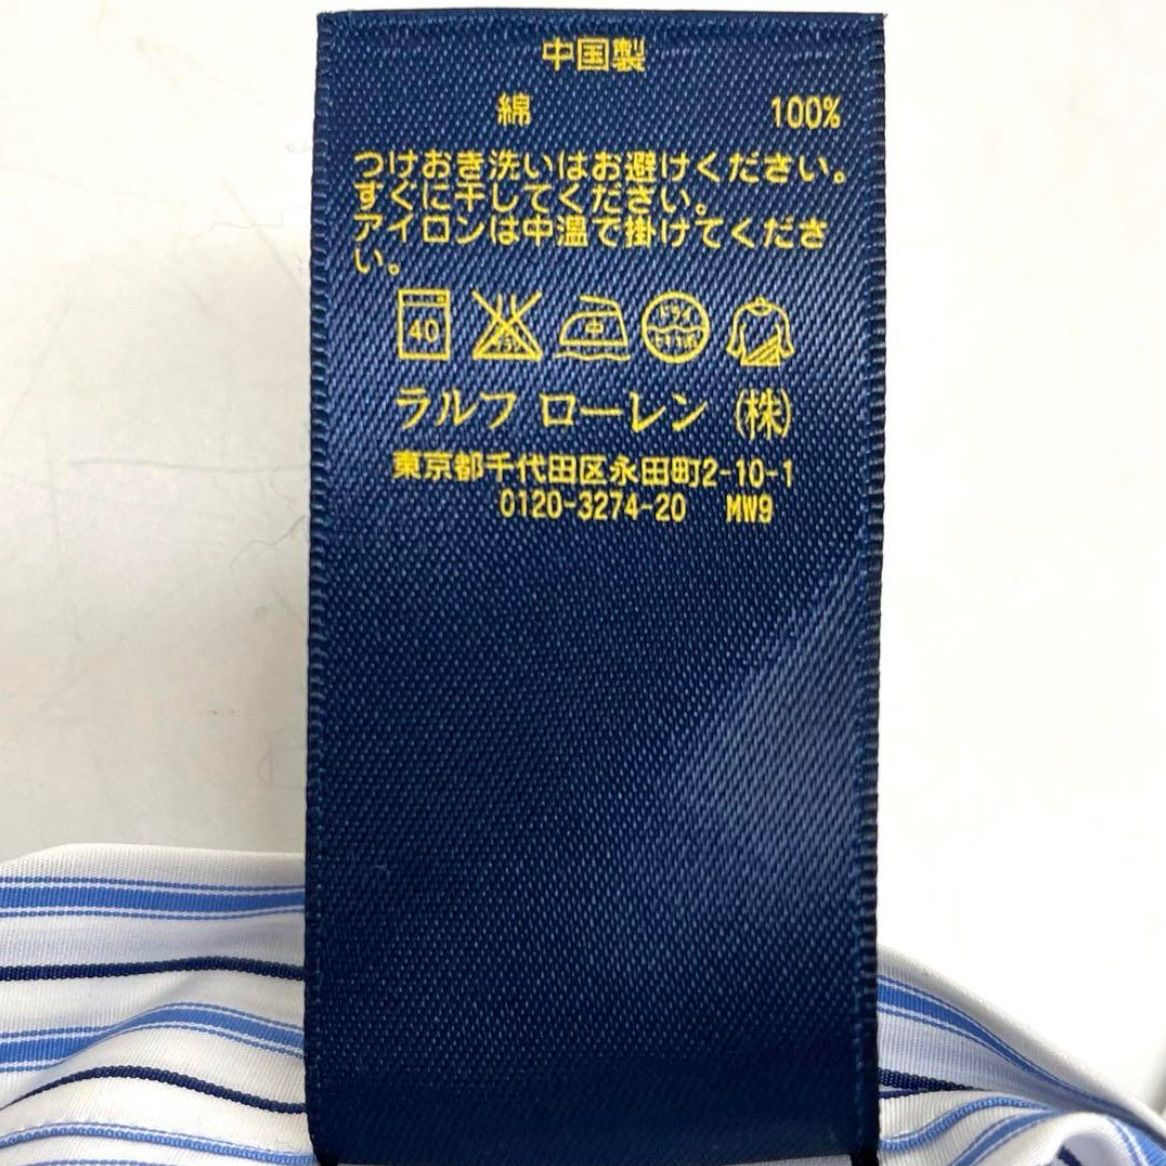 中国製
綿 100%
つけおき洗いはお避けください。
すぐに干してください。
アイロンは中温で掛けてくださ
い。
40 中 ドライ
ラルフ ローレン (株)
東京都千代田区永田町2-10-1
0120-3274-20 MW9